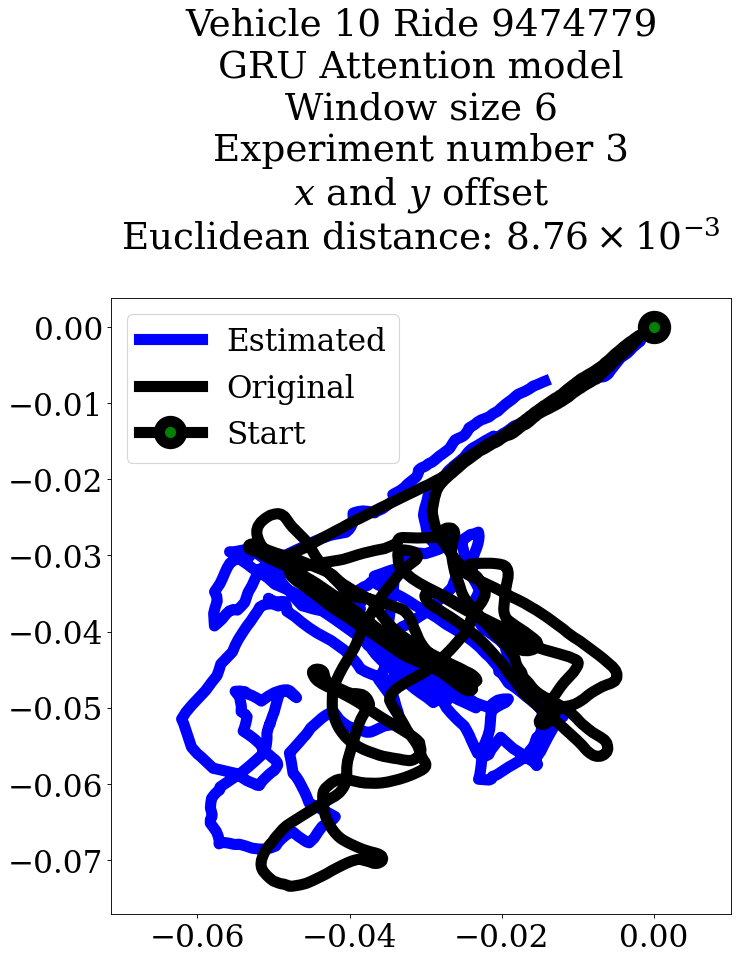 Vehicle 10 Ride 9474779
GRU Attention model
Window size 6
Experiment number 3
x and y offset
Euclidean distance: 8.76 × 10⁻³
Estimated
Original
Start
0.00
−0.01
−0.02
−0.03
−0.04
−0.05
−0.06
−0.07
−0.06 −0.04 −0.02 0.00